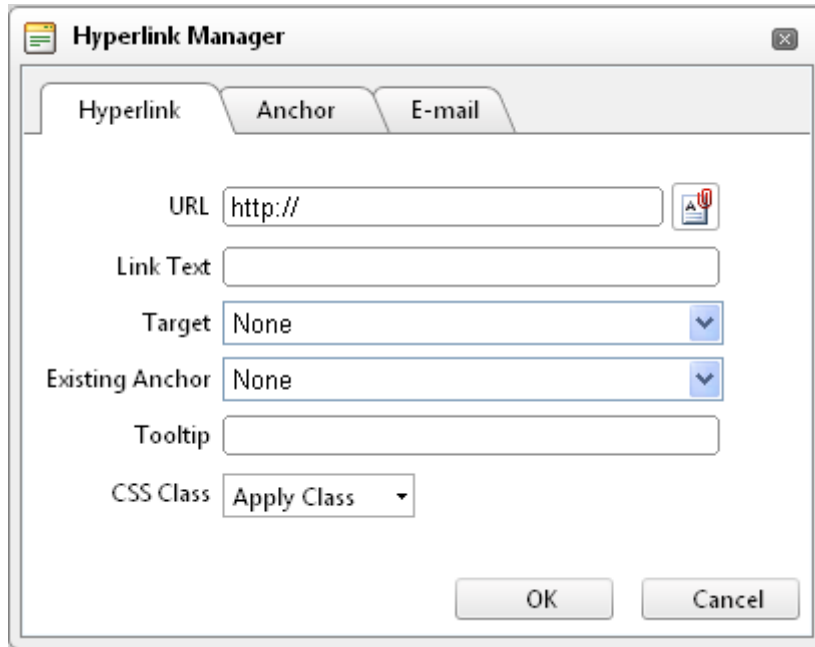 Hyperlink Manager
Hyperlink Anchor E-mail
URL http://
Link Text
Target None
Existing Anchor None
Tooltip
CSS Class Apply Class
OK Cancel